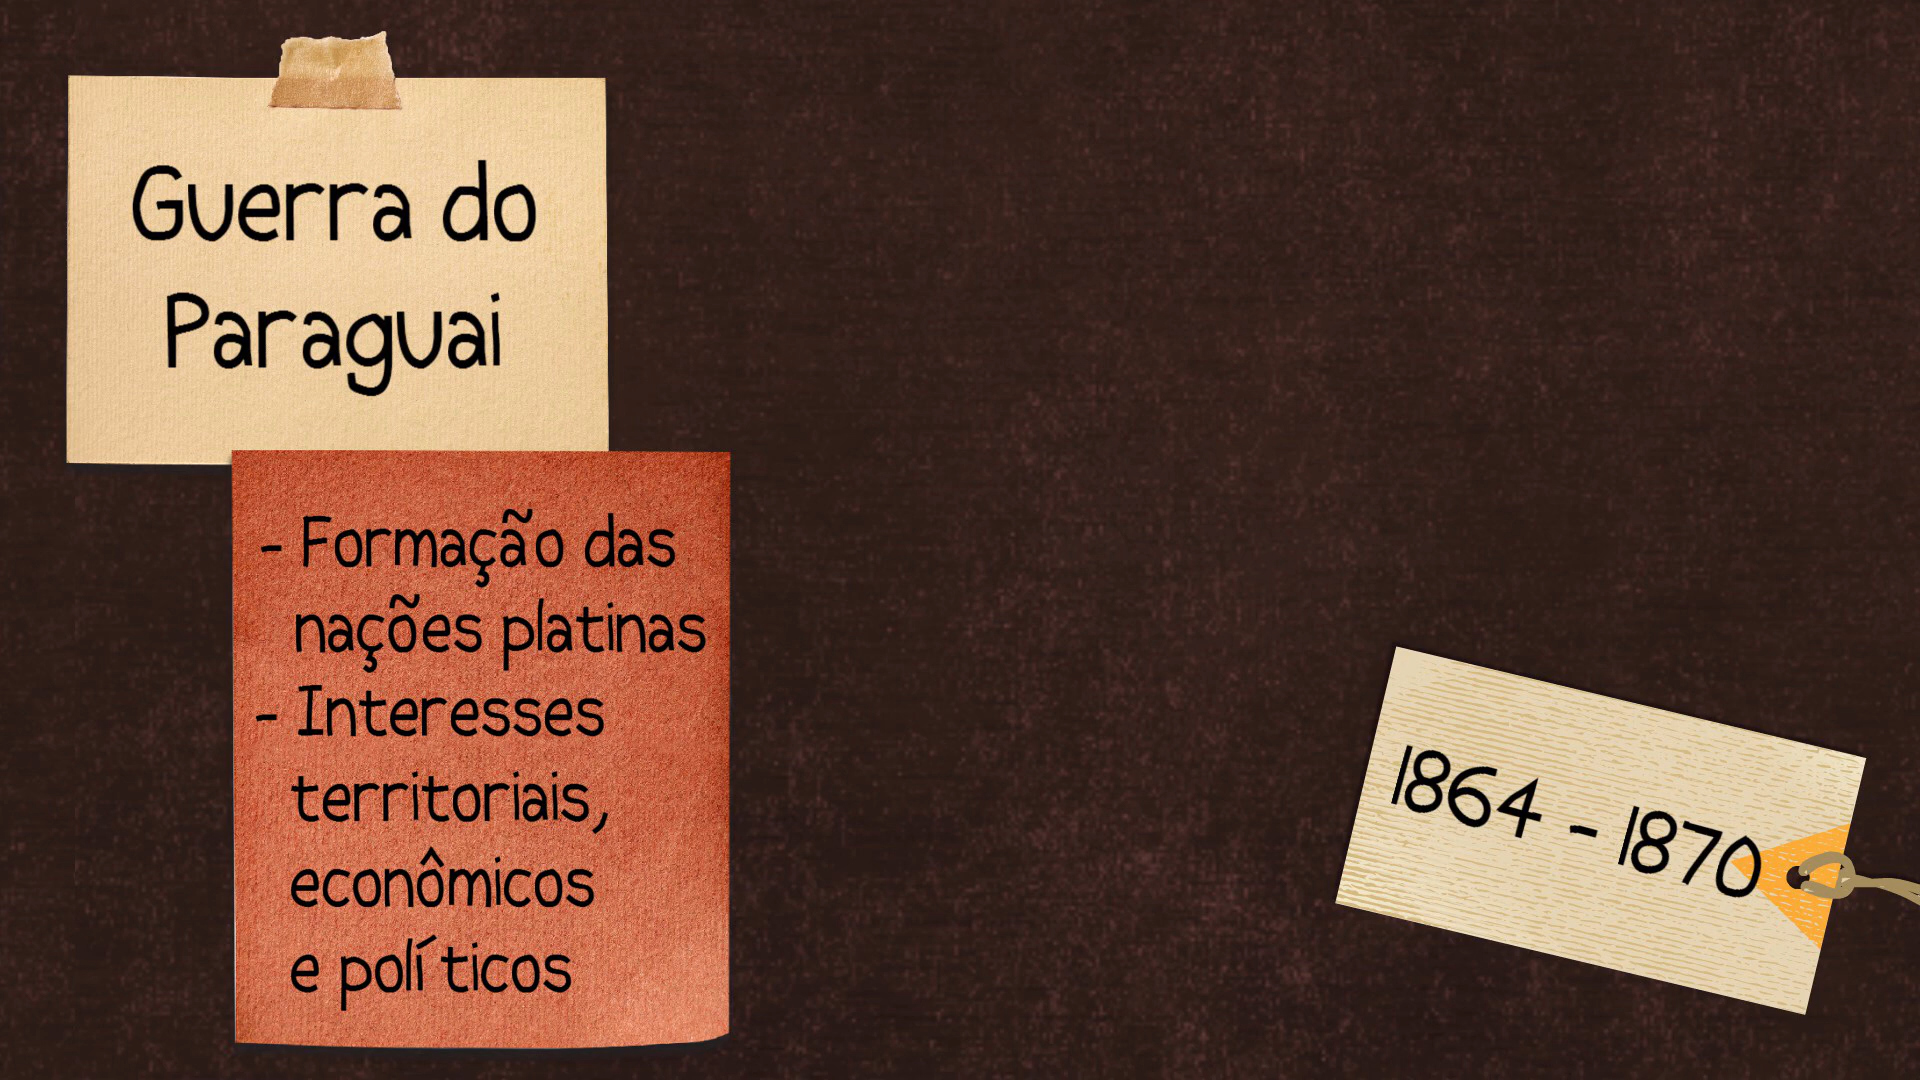 Guerra do
Paraguai
- Formação das
nações platinas
- Interesses
territoriais,
econômicos
e políticos
1864 - 1870